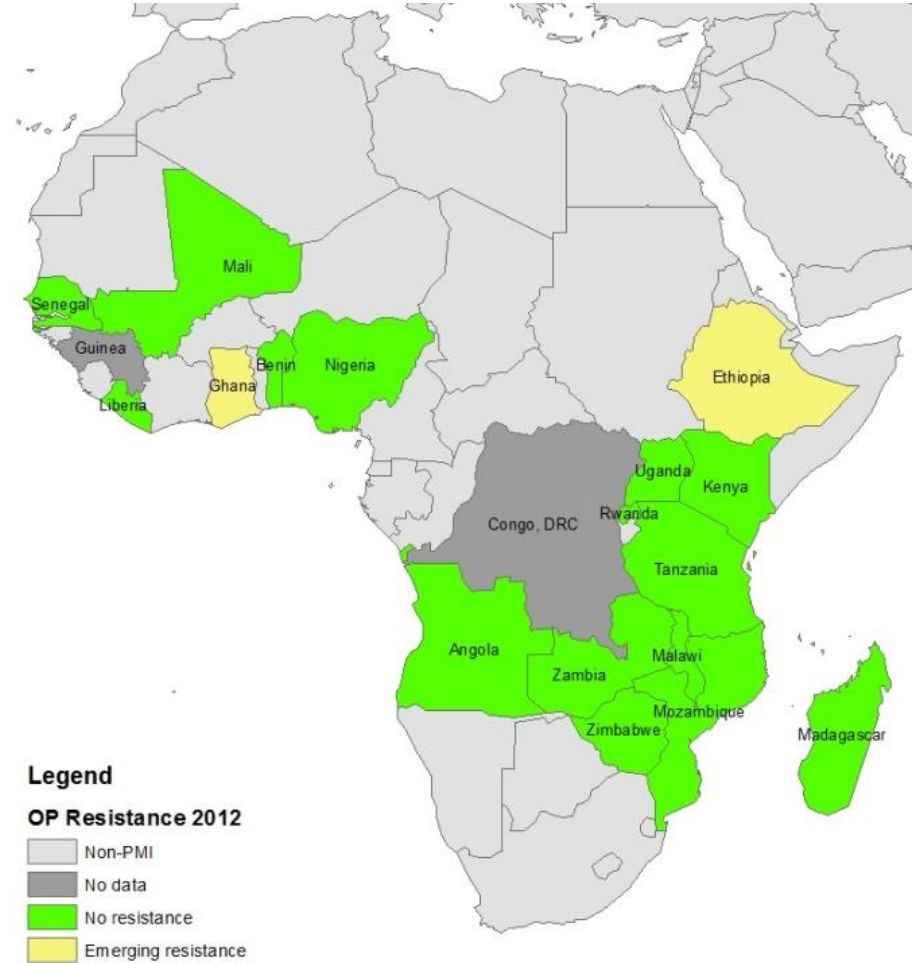 Mali
Senegal
Guinea
Benin
Nigeria
Ghana
Ethiopia
Liberia
Uganda
Kenya
Rwanda
Congo, DRC
Tanzania
Angola
Malawi
Zambia
Mozambique
Zimbabwe
Madagascar
Legend
OP Resistance 2012
Non-PMI
No data
No resistance
Emerging resistance